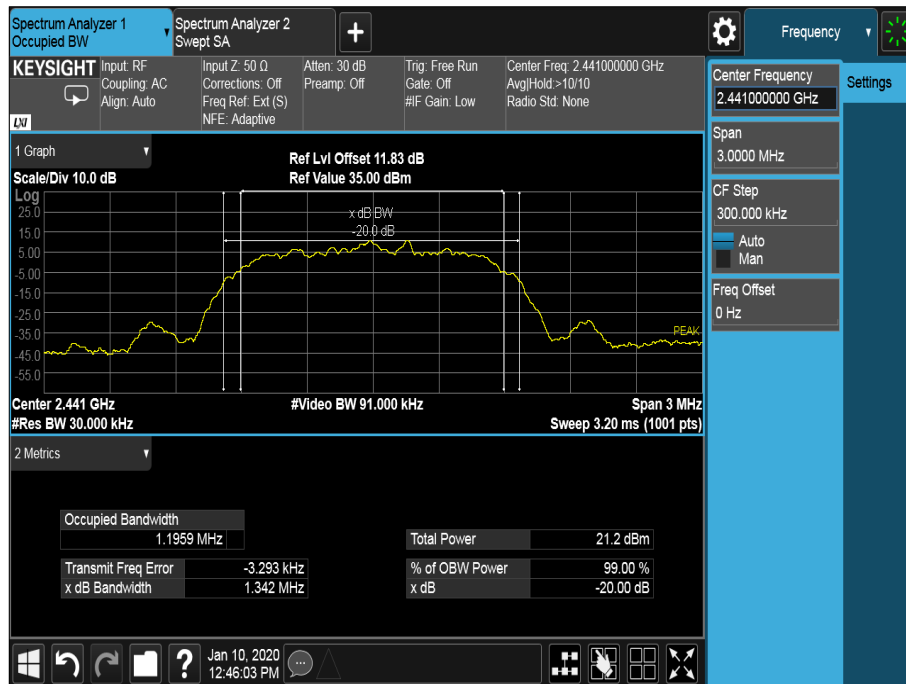 Spectrum Analyzer 1
Occupied BW
Spectrum Analyzer 2
Swept SA
+
Frequency
KEYSIGHT
LXI
Input: RF
Coupling: AC
Align: Auto
Input Z: 50 Ω
Corrections: Off
Freq Ref: Ext (S)
NFE: Adaptive
Atten: 30 dB
Preamp: Off
Trig: Free Run
Gate: Off
#IF Gain: Low
Center Freq: 2.441000000 GHz
Avg|Hold:>10/10
Radio Std: None
Center Frequency
2.441000000 GHz
Settings
Span
3.0000 MHz
CF Step
300.000 kHz
Auto
Man
Freq Offset
0 Hz
1 Graph
Scale/Div 10.0 dB
Ref Lvl Offset 11.83 dB
Ref Value 35.00 dBm
Log
25.0
15.0
5.00
-5.00
-15.0
-25.0
-35.0
-45.0
-55.0
x dB BW
-20.0 dB
PEAK
Center 2.441 GHz
#Video BW 91.000 kHz
Span 3 MHz
#Res BW 30.000 kHz
Sweep 3.20 ms (1001 pts)
2 Metrics
Occupied Bandwidth
1.1959 MHz
Total Power 21.2 dBm
Transmit Freq Error -3.293 kHz
% of OBW Power 99.00 %
x dB Bandwidth 1.342 MHz
x dB -20.00 dB
?
Jan 10, 2020
12:46:03 PM